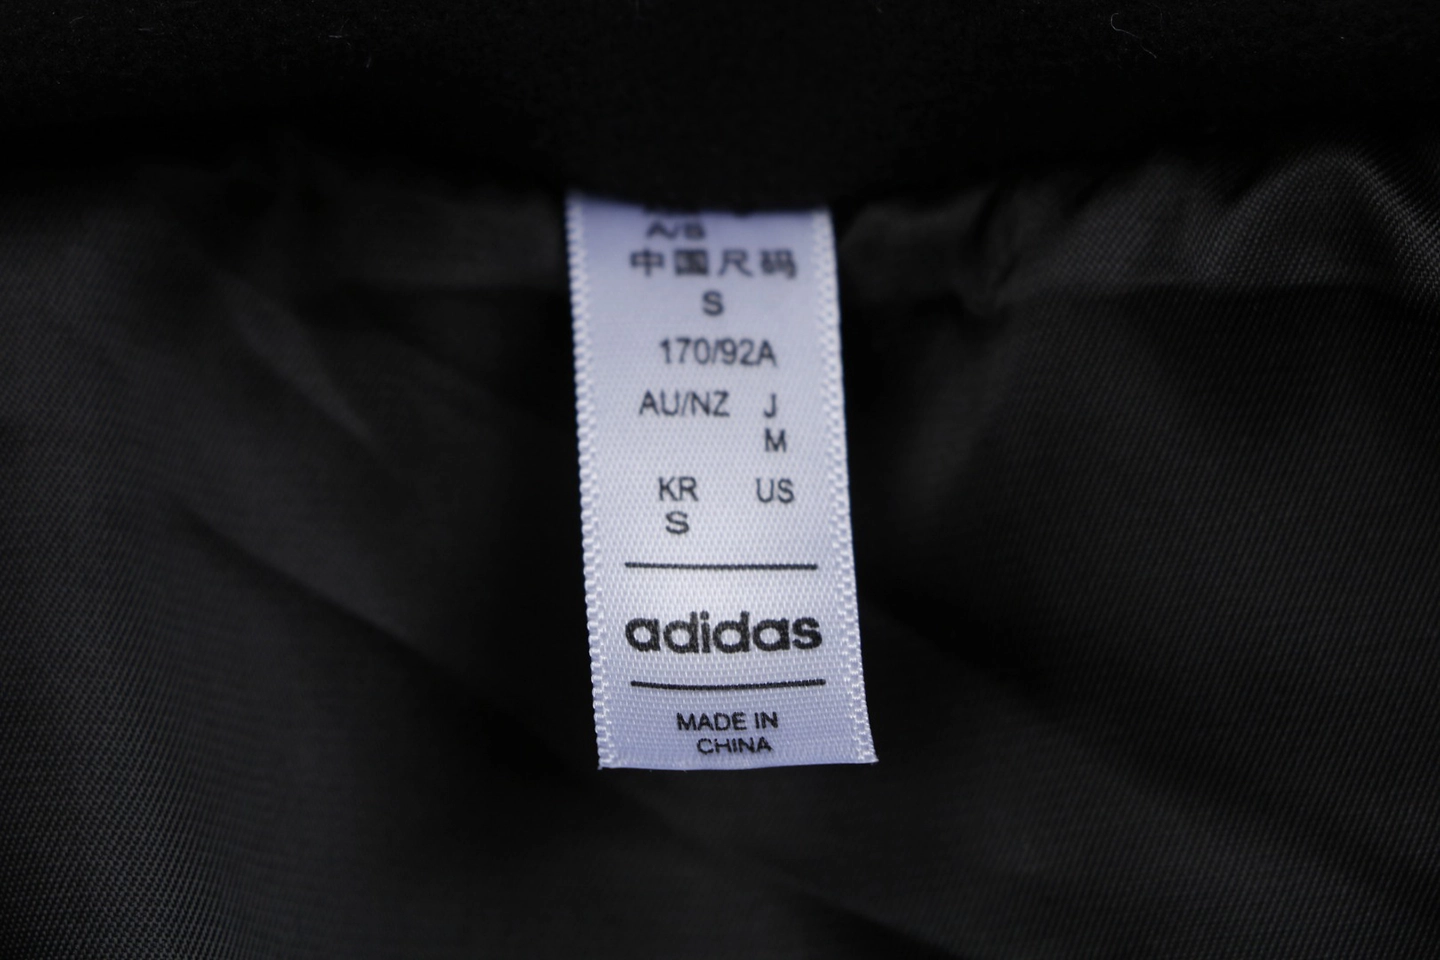 A/S
中国尺码
S
170/92A
AU/NZ J
M
KR US
S
adidas
MADE IN
CHINA